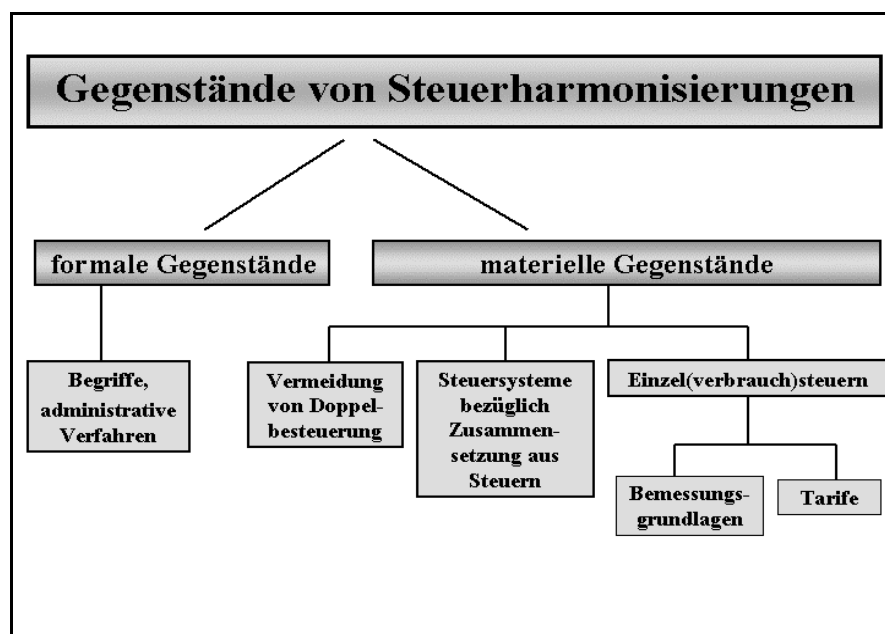 Gegenstände von Steuerharmonisierungen
formale Gegenstände
materielle Gegenstände
Begriffe,
administrative
Verfahren
Vermeidung
von Doppel-
besteuerung
Steuersysteme
bezüglich
Zusammen-
setzung aus
Steuern
Einzel(verbrauch)steuern
Bemessungs-
grundlagen
Tarife